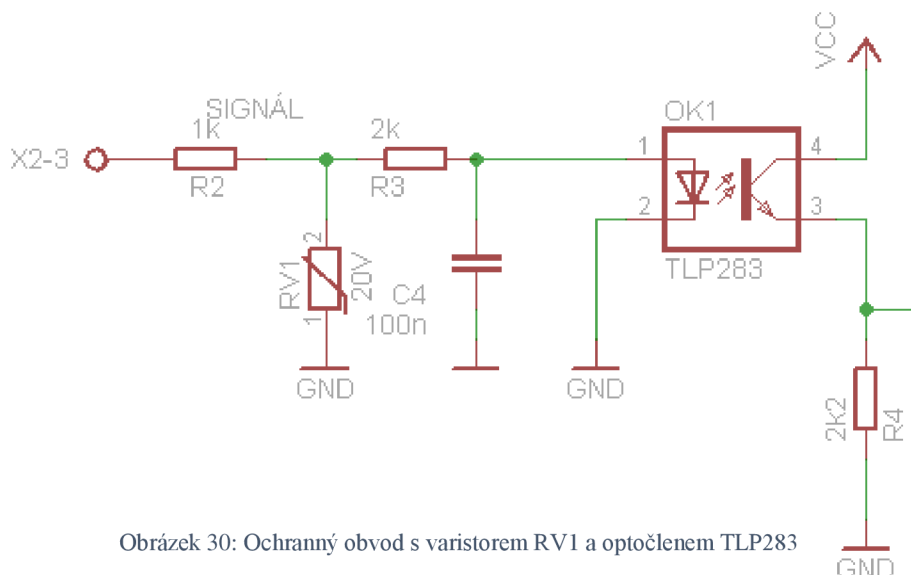 VCC
SIGNÁL
1k
2k
OK1
X2-3
R2
R3
1
4
2
3
TLP283
2
RV1
20V
1
C4
100n
GND
GND
2k2
R4
Obrázek 30: Ochranný obvod s varistorem RV1 a optočlenem TLP283
GND